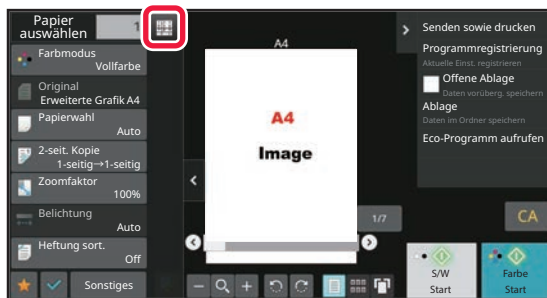 Papier
auswählen
1
Farbmodus
Vollfarbe
Original
Erweiterte Grafik A4
Papierwahl
Auto
2-seit. Kopie
1-seitig→1-seitig
Zoomfaktor
100%
Belichtung
Auto
Heftung sort.
Off
Sonstiges
A4
A4
Image
1/7
Senden sowie drucken
Programmregistrierung
Aktuelle Einst. registrieren
Offene Ablage
Daten vorüberg. speichern
Ablage
Daten im Ordner speichern
Eco-Programm aufrufen
CA
S/W
Start
Farbe
Start